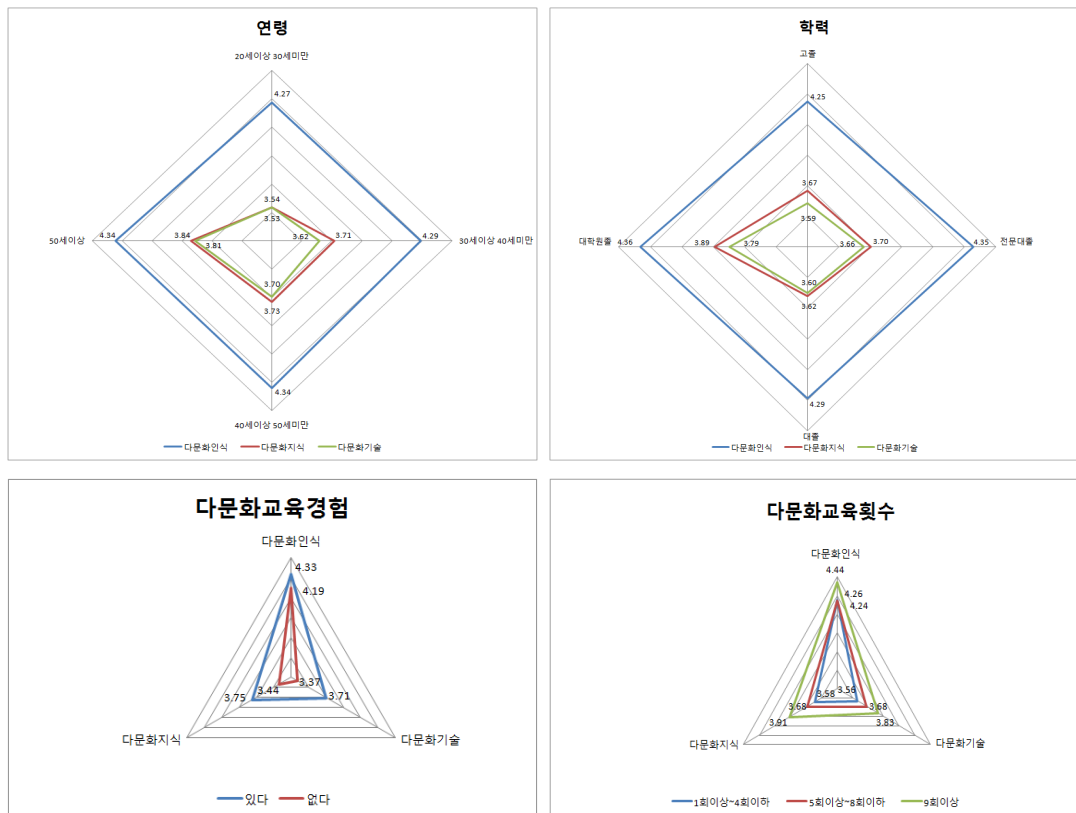 연령
20세이상 30세미만
4.27
3.54
3.53
50세이상
4.34
3.84
3.81
3.62
3.71
4.29
30세이상 40세미만
3.70
3.73
4.34
40세이상 50세미만
다문화인식 다문화지식 다문화기술
학력
고졸
4.25
3.67
3.59
대학원졸
4.36
3.89
3.79
3.66
3.70
4.35
전문대졸
3.60
3.62
4.29
대졸
다문화인식 다문화지식 다문화기술
다문화교육경험
다문화인식
4.33
4.19
3.75
3.44
3.37
3.71
다문화지식
다문화기술
있다 없다
다문화교육횟수
다문화인식
4.44
4.26
4.24
3.58
3.56
3.68
3.68
3.91
3.83
다문화지식
다문화기술
1회이상~4회이하 5회이상~8회이하 9회이상